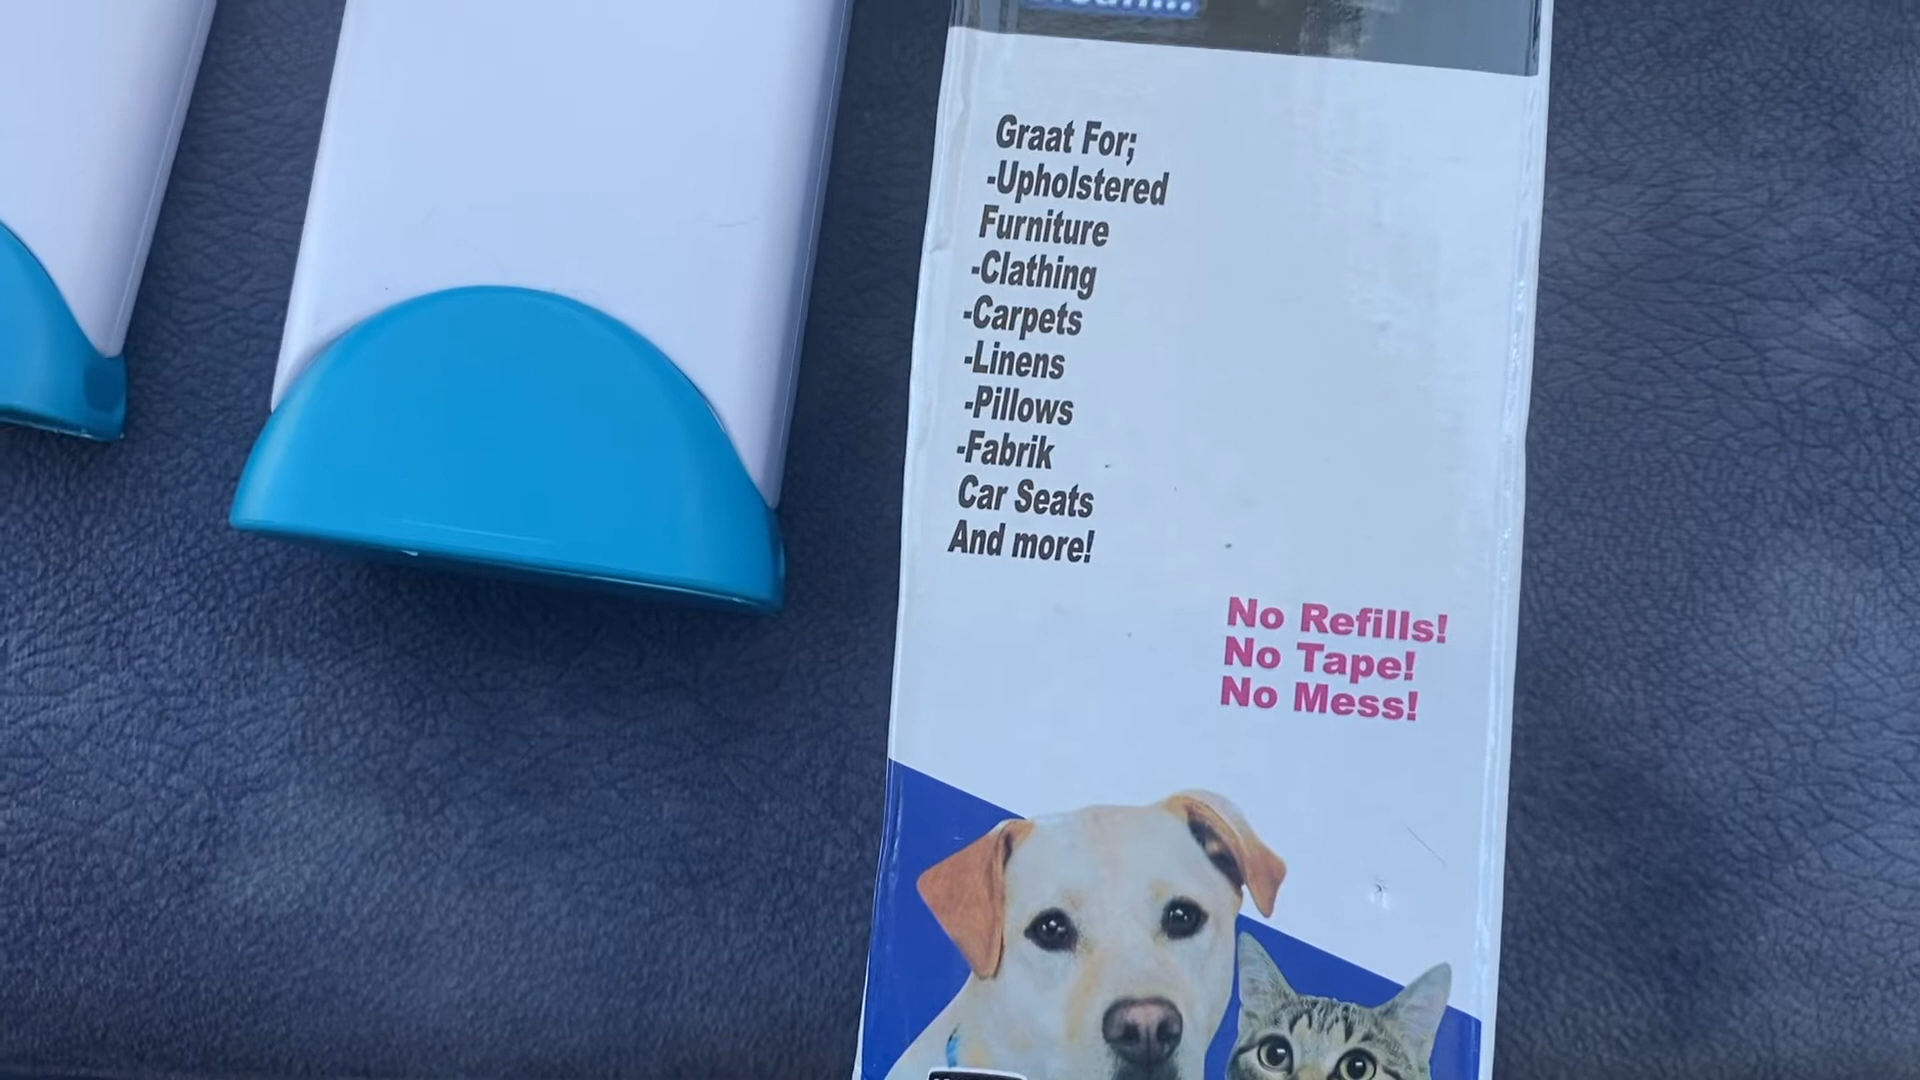 Graat For;
-Upholstered
Furniture
-Clathing
-Carpets
-Linens
-Pillows
-Fabrik
Car Seats
And more!
No Refills!
No Tape!
No Mess!